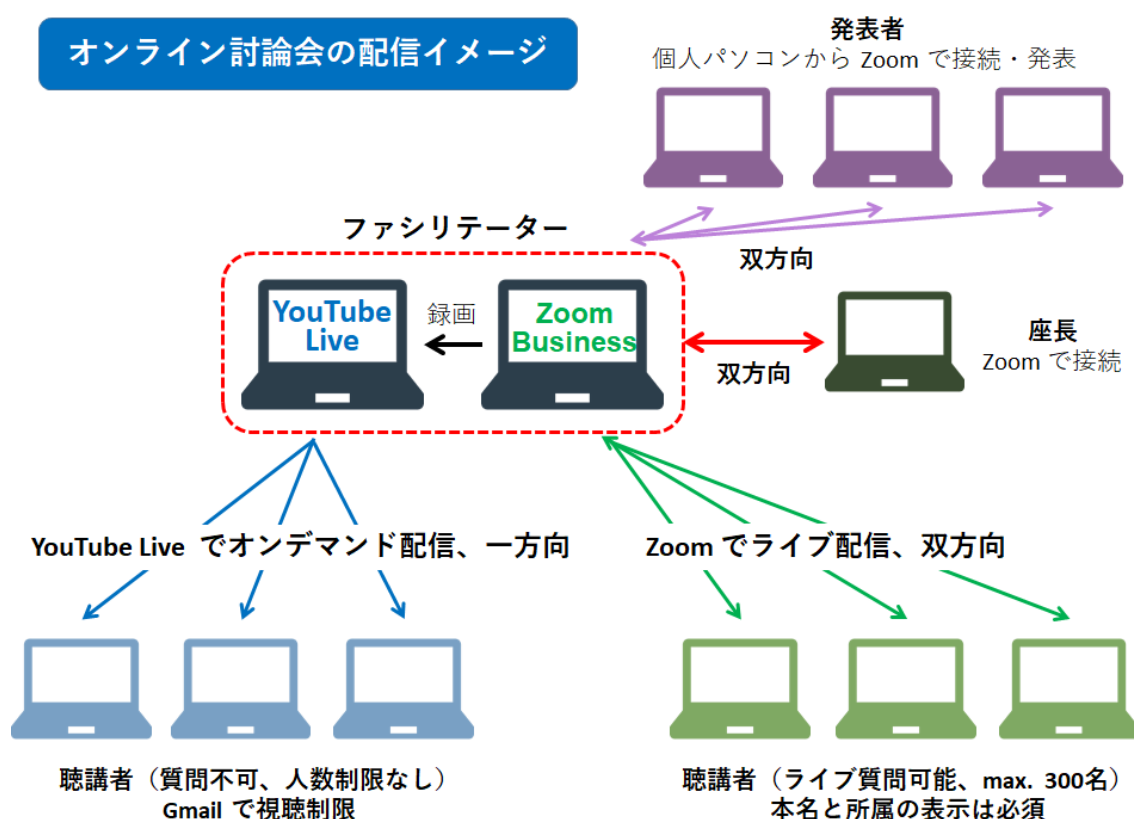 オンライン討論会の配信イメージ
発表者
個人パソコンから Zoom で接続・発表
ファシリテーター
双方向
YouTube
Live
録画
Zoom
Business
双方向
座長
Zoom で接続
YouTube Live でオンデマンド配信、一方向
Zoom でライブ配信、双方向
聴講者（質問不可、人数制限なし）
Gmail で視聴制限
聴講者（ライブ質問可能、max. 300名）
本名と所属の表示は必須